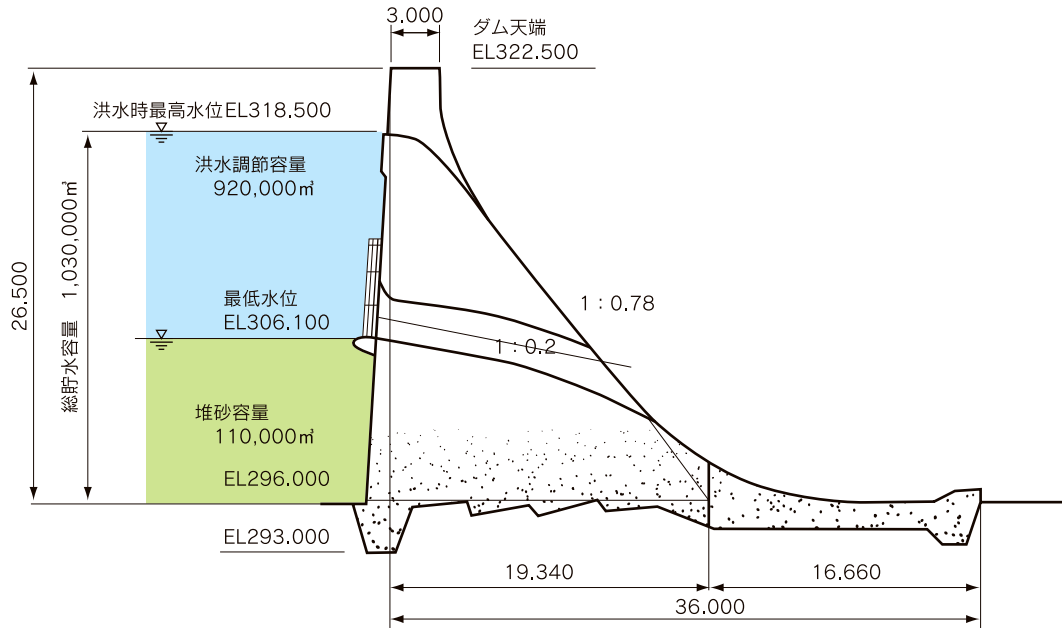 3.000
ダム天端
EL322.500
洪水時最高水位EL318.500
洪水調節容量
920,000㎥
総貯水容量 1,030,000㎥
26.500
最低水位
EL306.100
1：0.78
1：0.2
堆砂容量
110,000㎥
EL296.000
EL293.000
19.340
16.660
36.000